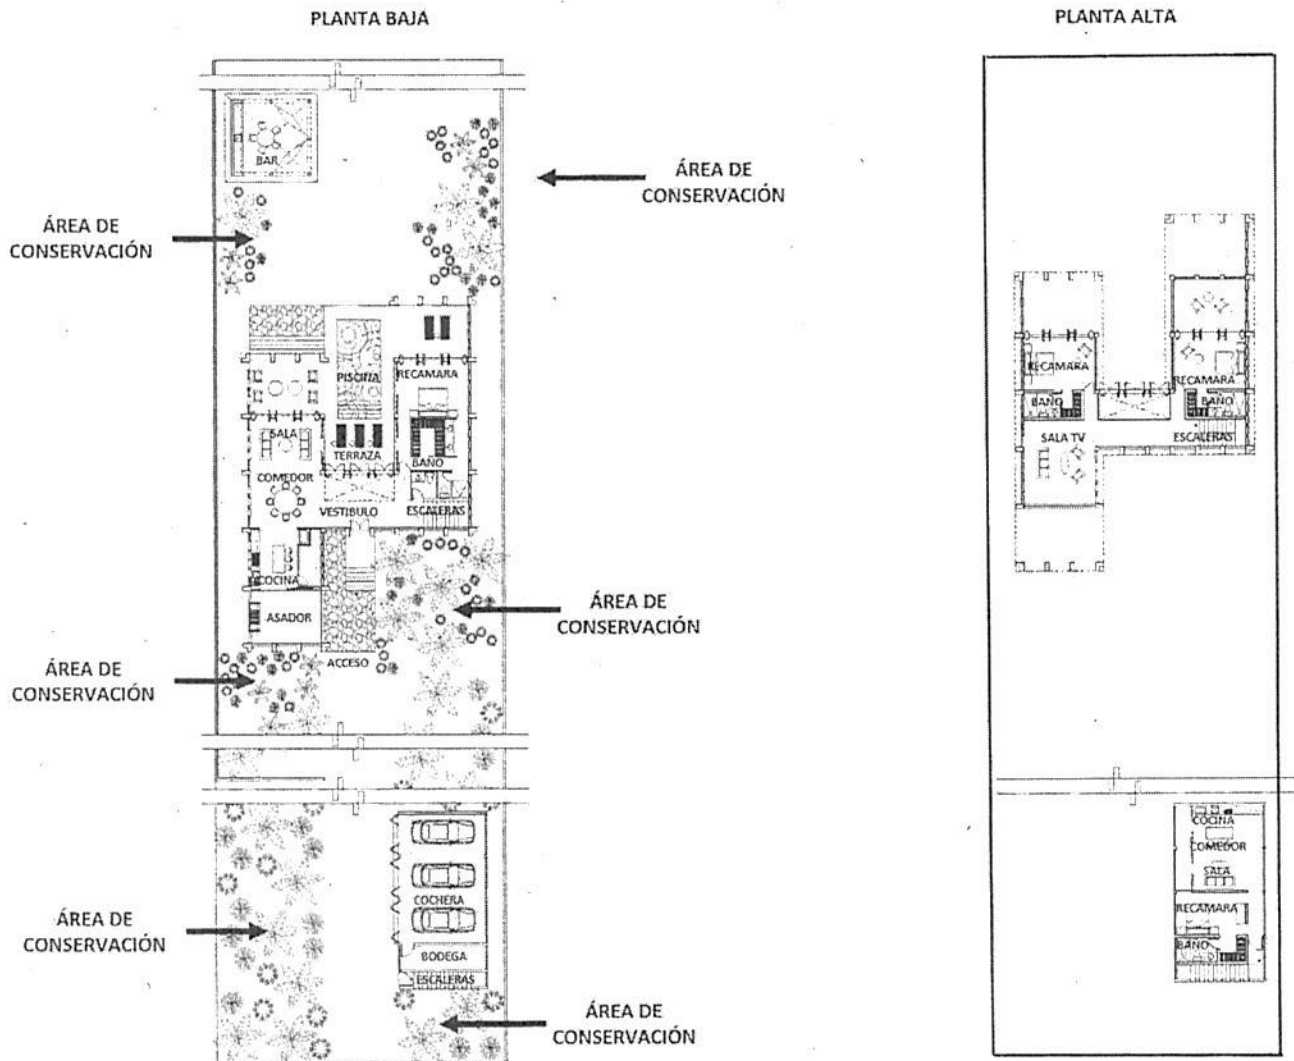 PLANTA BAJA
BAR
ÁREA DE
CONSERVACIÓN
ÁREA DE
CONSERVACIÓN
PISCINA
RECAMARA
SALA
TERRAZA
BAÑO
COMEDOR
VESTIBULO
ESCALERAS
COCINA
ASADOR
ÁREA DE
CONSERVACIÓN
ACCESO
ÁREA DE
CONSERVACIÓN
COCHERA
ÁREA DE
CONSERVACIÓN
BODEGA
ESCALERAS
ÁREA DE
CONSERVACIÓN
PLANTA ALTA
RECAMARA
RECAMARA
BAÑO
BAÑO
SALA TV
ESCALERAS
COCINA
COMEDOR
SALA
RECAMARA
BAÑO